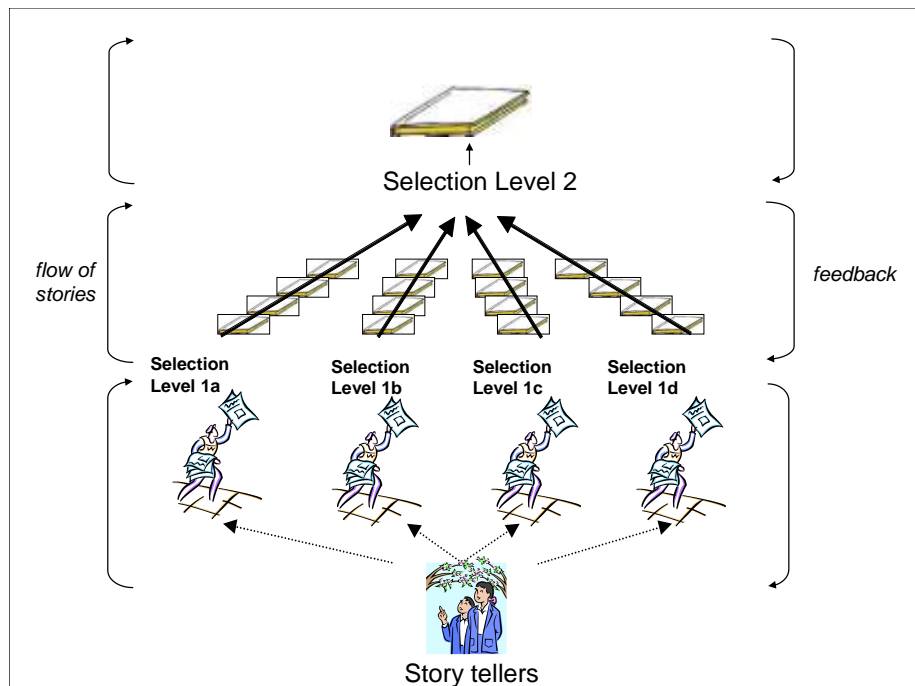 Selection Level 2
flow of
stories
feedback
Selection
Level 1a
Selection
Level 1b
Selection
Level 1c
Selection
Level 1d
Story tellers